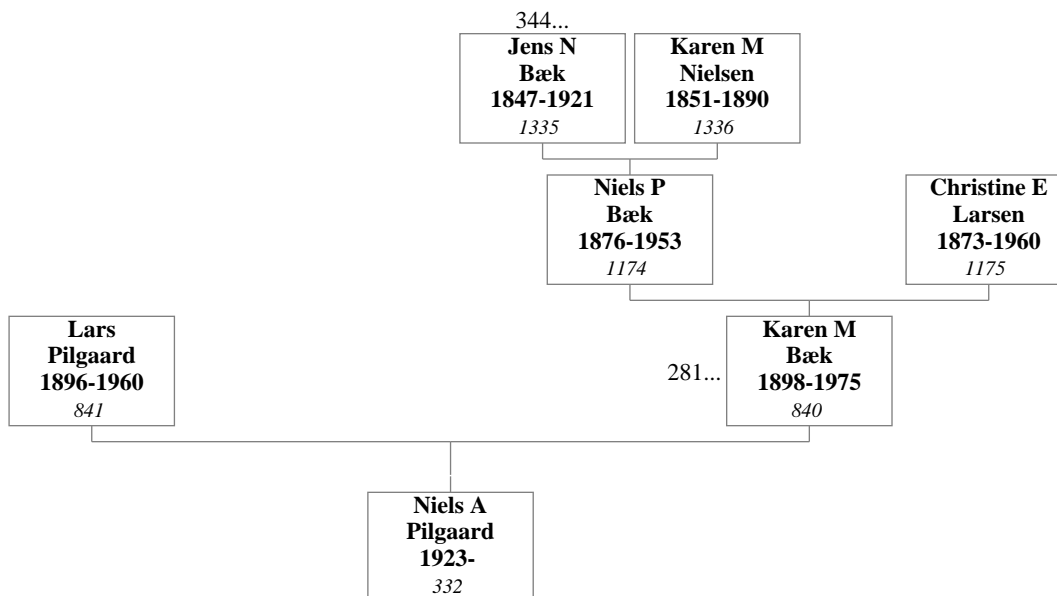 344...
Jens N
Bæk
1847-1921
1335
Karen M
Nielsen
1851-1890
1336
Niels P
Bæk
1876-1953
1174
Christine E
Larsen
1873-1960
1175
Lars
Pilgaard
1896-1960
841
281...
Karen M
Bæk
1898-1975
840
Niels A
Pilgaard
1923-
332